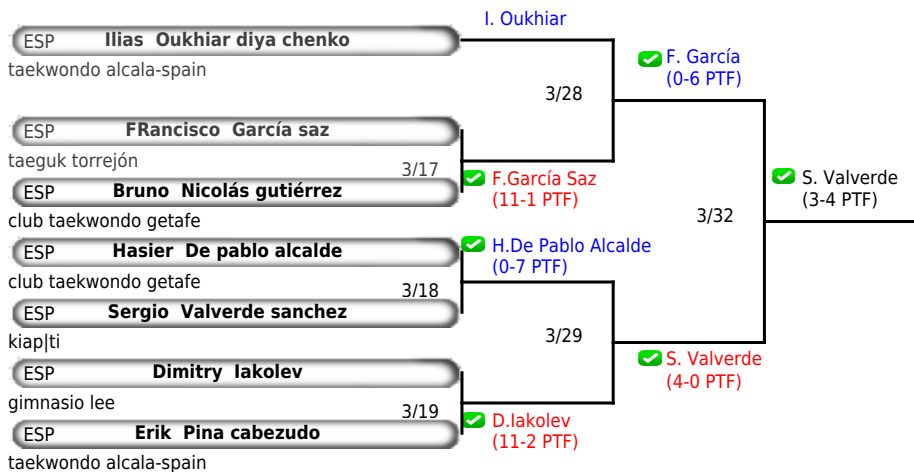 I. Oukhiar
ESP Ilias Oukhiar diya chenko
taekwondo alcala-spain
F. García
(0-6 PTF)
3/28
ESP FRancisco García saz
taeguk torrejón
3/17
F.García Saz
(11-1 PTF)
ESP Bruno Nicolás gutiérrez
club taekwondo getafe
S. Valverde
(3-4 PTF)
3/32
ESP Hasier De pablo alcalde
club taekwondo getafe
H.De Pablo Alcalde
(0-7 PTF)
3/18
ESP Sergio Valverde sanchez
kiap|ti
3/29
S. Valverde
(4-0 PTF)
ESP Dimitry Iakolev
gimnasio lee
3/19
D.Iakolev
(11-2 PTF)
ESP Erik Pina cabezudo
taekwondo alcala-spain